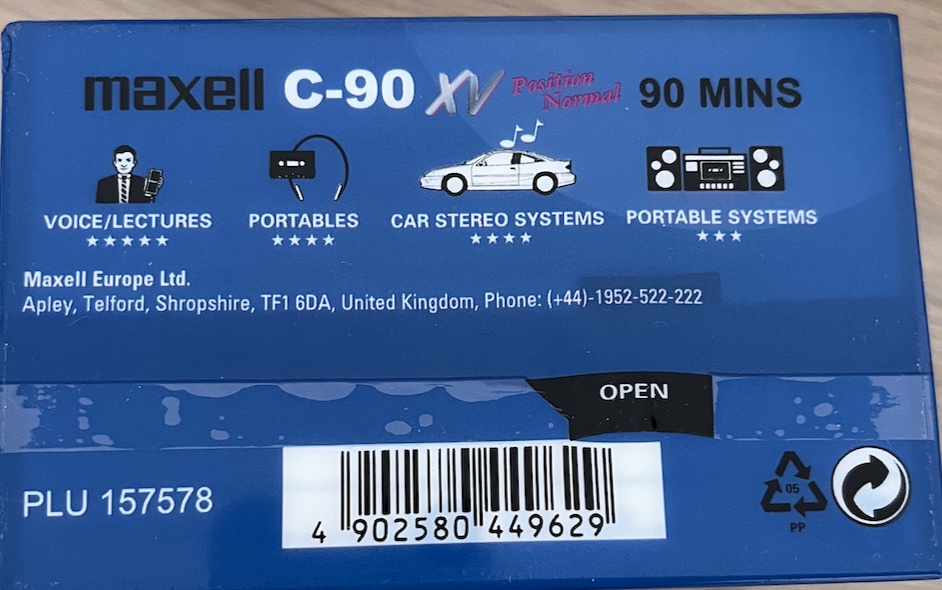 maxell C-90 XV Position Normal 90 MINS
VOICE/LECTURES PORTABLES CAR STEREO SYSTEMS PORTABLE SYSTEMS
★★★★★ ★★★★ ★★★★ ★★★
Maxell Europe Ltd.
Apley, Telford, Shropshire, TF1 6DA, United Kingdom, Phone: (+44)-1952-522-222
OPEN
PLU 157578
4 902580 449629
05
PP